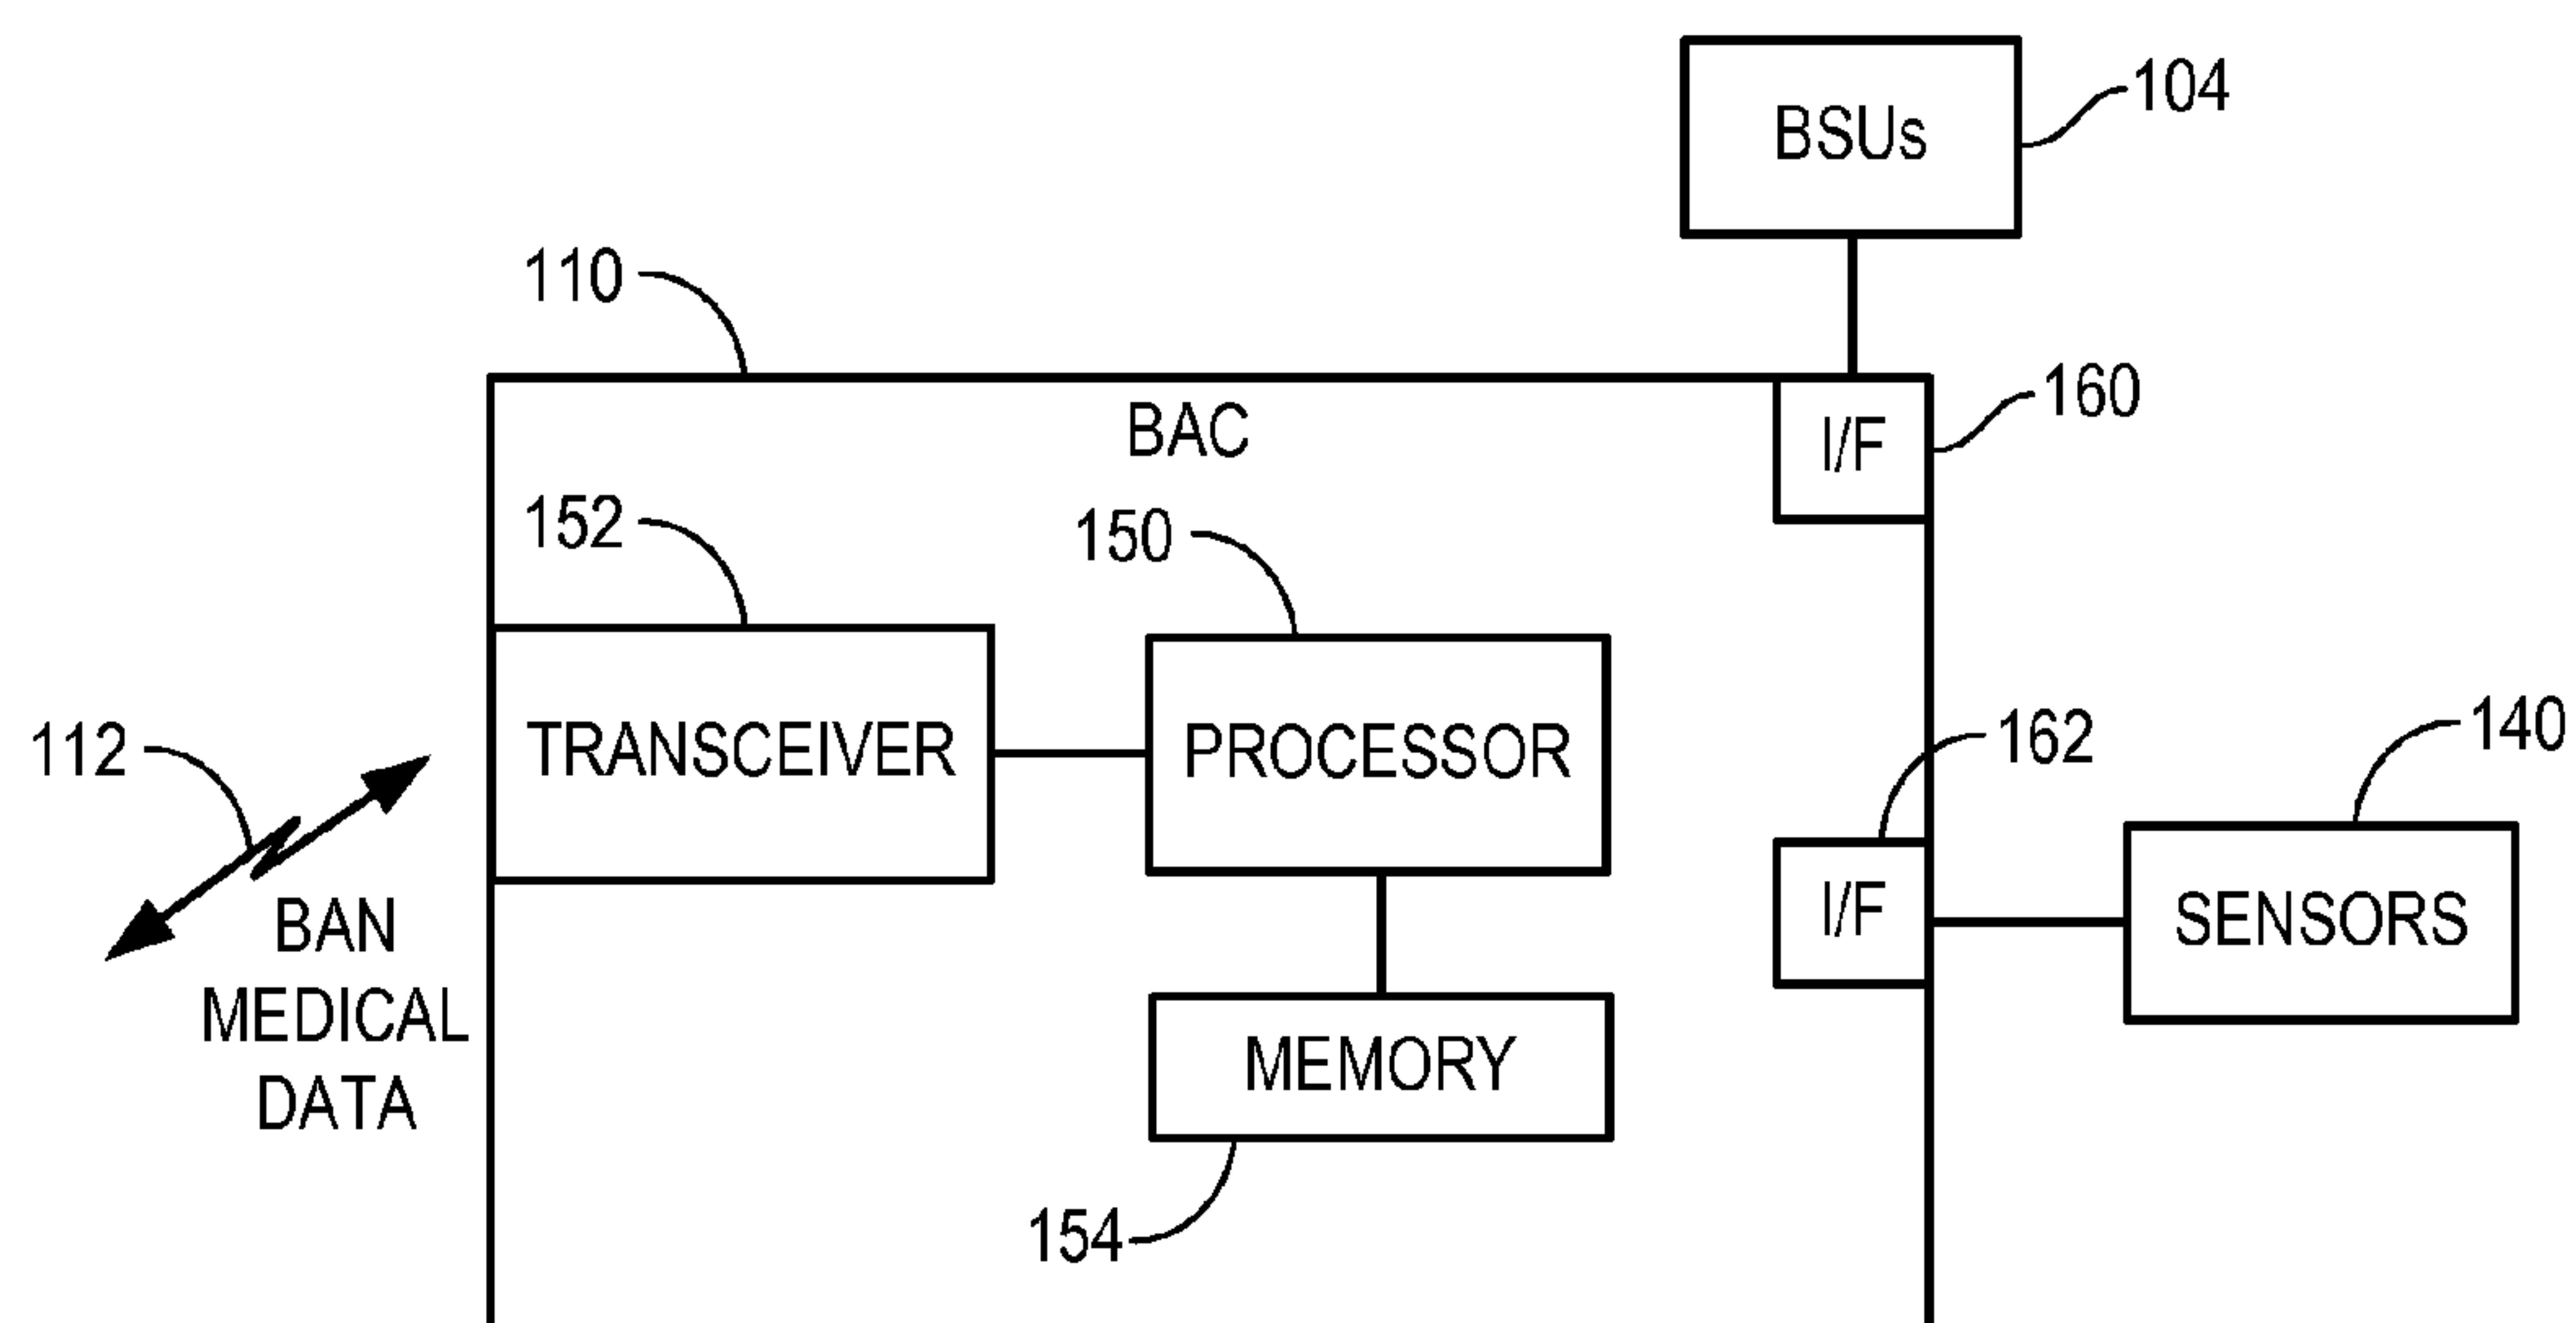 BSUs
104
110
BAC
I/F
160
152
150
TRANSCEIVER
PROCESSOR
112
162
140
I/F
SENSORS
BAN
MEDICAL
DATA
MEMORY
154